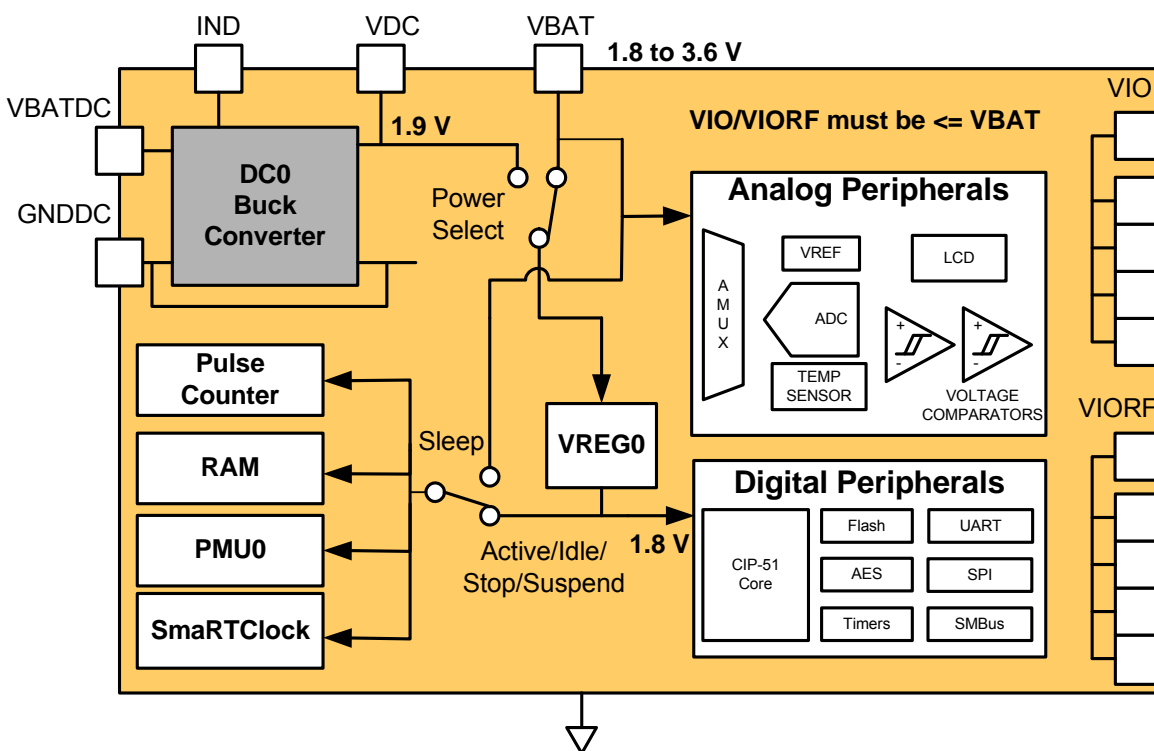 IND
VDC
VBAT
1.8 to 3.6 V
VIO
VBATDC
1.9 V
VIO/VIORF must be <= VBAT
DC0
Buck
Converter
GNDDC
Power
Select
Analog Peripherals
VREF
LCD
AMUX
ADC
+
-
+
-
TEMP
SENSOR
VOLTAGE
COMPARATORS
VIORF
Pulse
Counter
RAM
PMU0
SmaRTClock
Sleep
VREG0
Active/Idle/
Stop/Suspend
1.8 V
Digital Peripherals
CIP-51
Core
Flash
UART
AES
SPI
Timers
SMBus